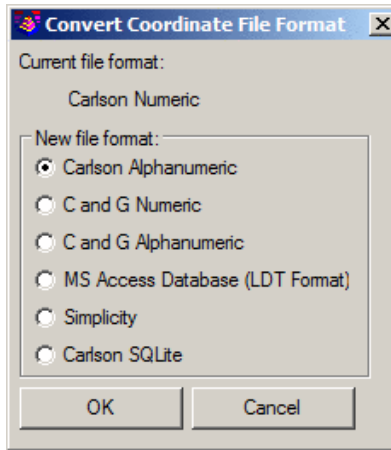 Convert Coordinate File Format
Current file format:
Carlson Numeric
New file format:
Carlson Alphanumeric
C and G Numeric
C and G Alphanumeric
MS Access Database (LDT Format)
Simplicity
Carlson SQLite
OK Cancel